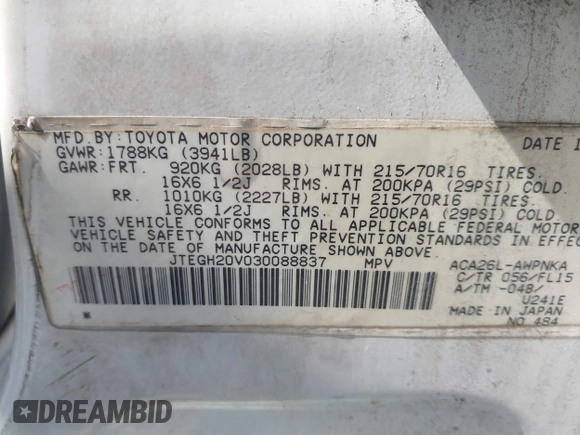 MFD.BY:TOYOTA MOTOR CORPORATION DATE
GVWR:1788KG (3941LB)
GAWR:FRT. 920KG (2028LB) WITH 215/70R16 TIRES.
16X6 1/2J RIMS. AT 200KPA (29PSI) COLD.
RR. 1010KG (2227LB) WITH 215/70R16 TIRES.
16X6 1/2J RIMS. AT 200KPA (29PSI) COLD.
THIS VEHICLE CONFORMS TO ALL APPLICABLE FEDERAL MOTOR
VEHICLE SAFETY AND THEFT PREVENTION STANDARDS IN EFFE
ON THE DATE OF MANUFACTURE SHOWN ABOVE.
JTEGH20V030088837 MPV
ACA26L-AWPNKA
C/TR 056/FL15
A/TM -04B/
U241E
MADE IN JAPAN
NO 484
DREAMBID